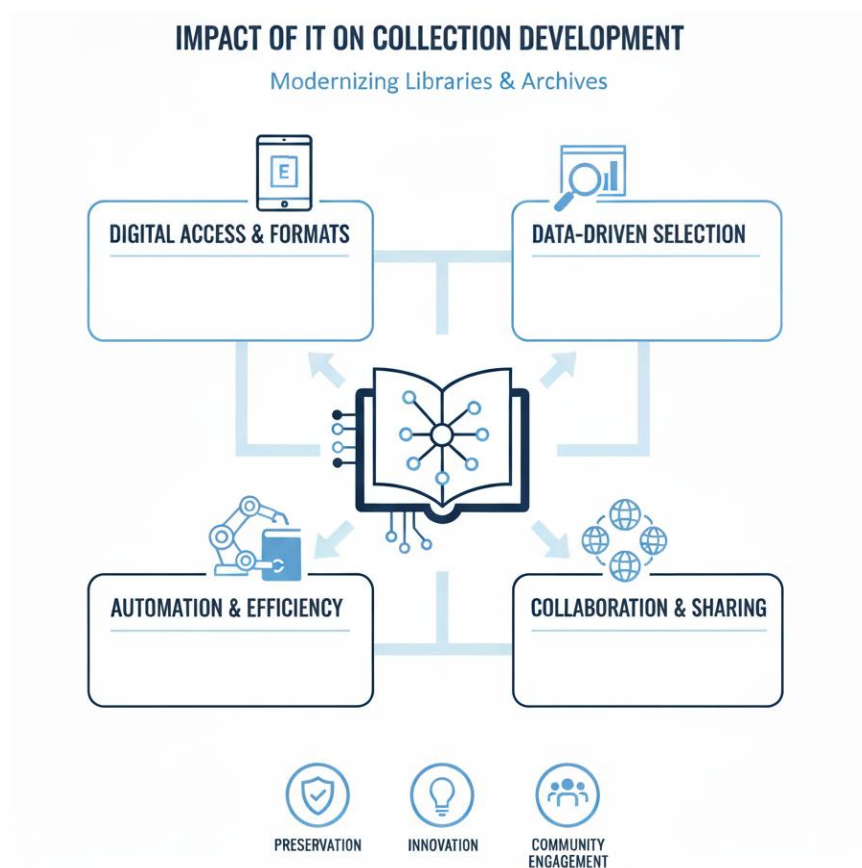 IMPACT OF IT ON COLLECTION DEVELOPMENT
Modernizing Libraries & Archives
E
DIGITAL ACCESS & FORMATS
DATA-DRIVEN SELECTION
AUTOMATION & EFFICIENCY
COLLABORATION & SHARING
PRESERVATION
INNOVATION
COMMUNITY
ENGAGEMENT